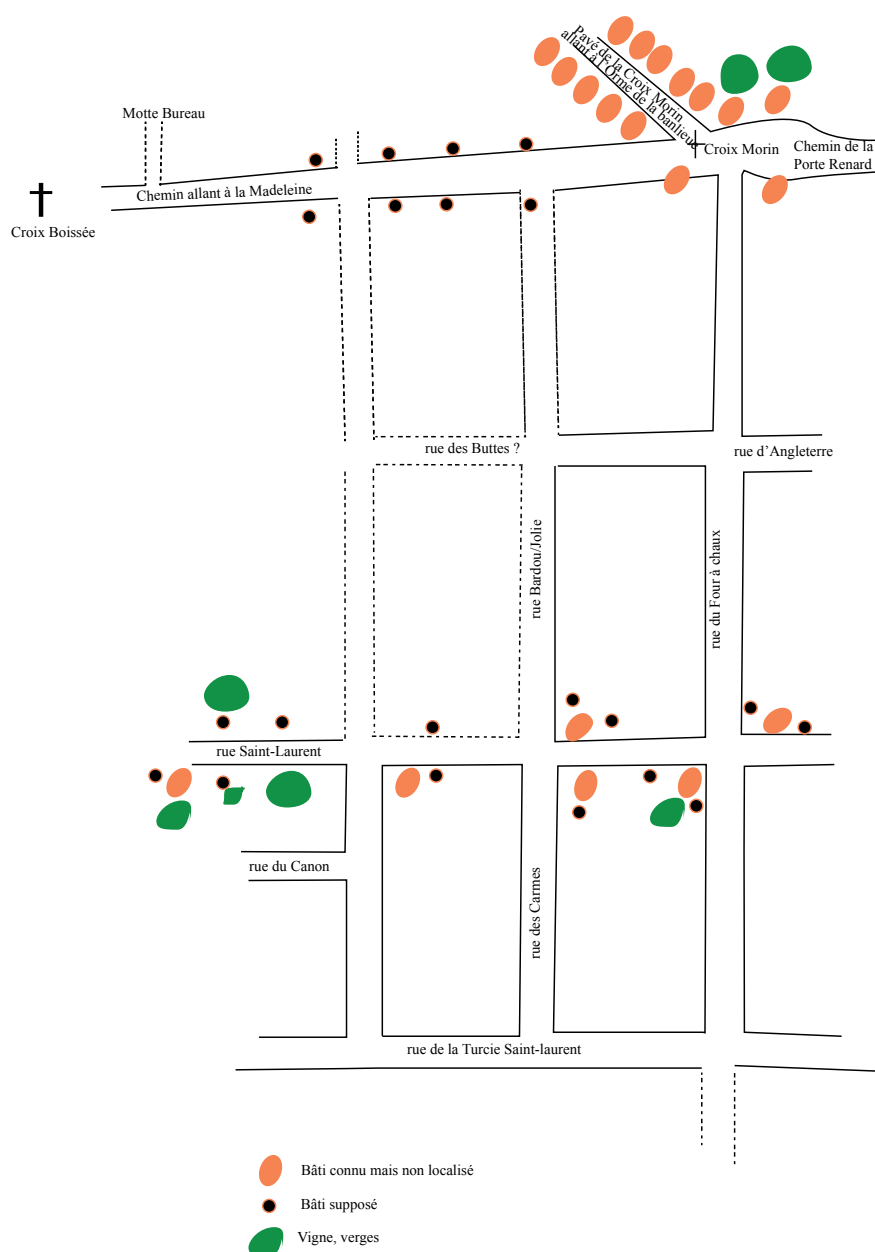 Pavé de la Croix Morin
allant à l'Orme de la banlieue
Motte Bureau
Croix Morin
Chemin de la
Porte Renard
Chemin allant à la Madeleine
Croix Boissée
rue des Buttes ?
rue d'Angleterre
rue Bardou/Jolie
rue du Four à chaux
rue Saint-Laurent
rue du Canon
rue des Carmes
rue de la Turcie Saint-laurent
Bâti connu mais non localisé
Bâti supposé
Vigne, verges